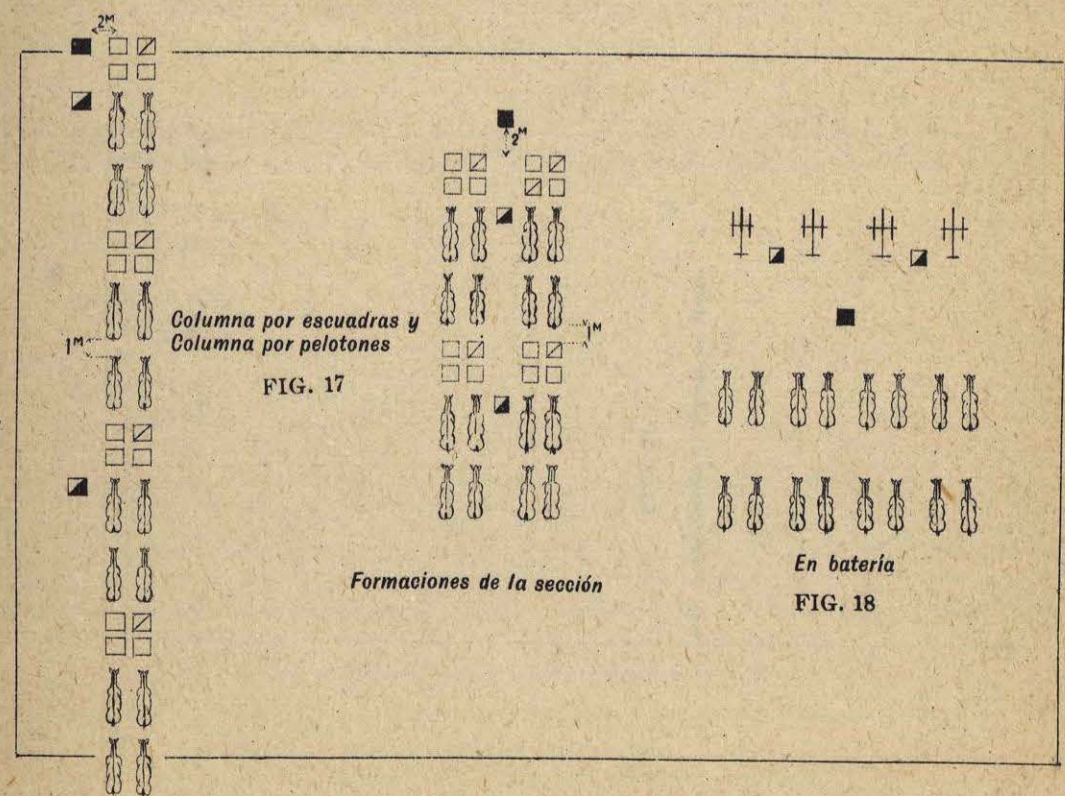 2M
2M
1M
1M
Columna por escuadras y
Columna por pelotones
FIG. 17
Formaciones de la sección
En batería
FIG. 18